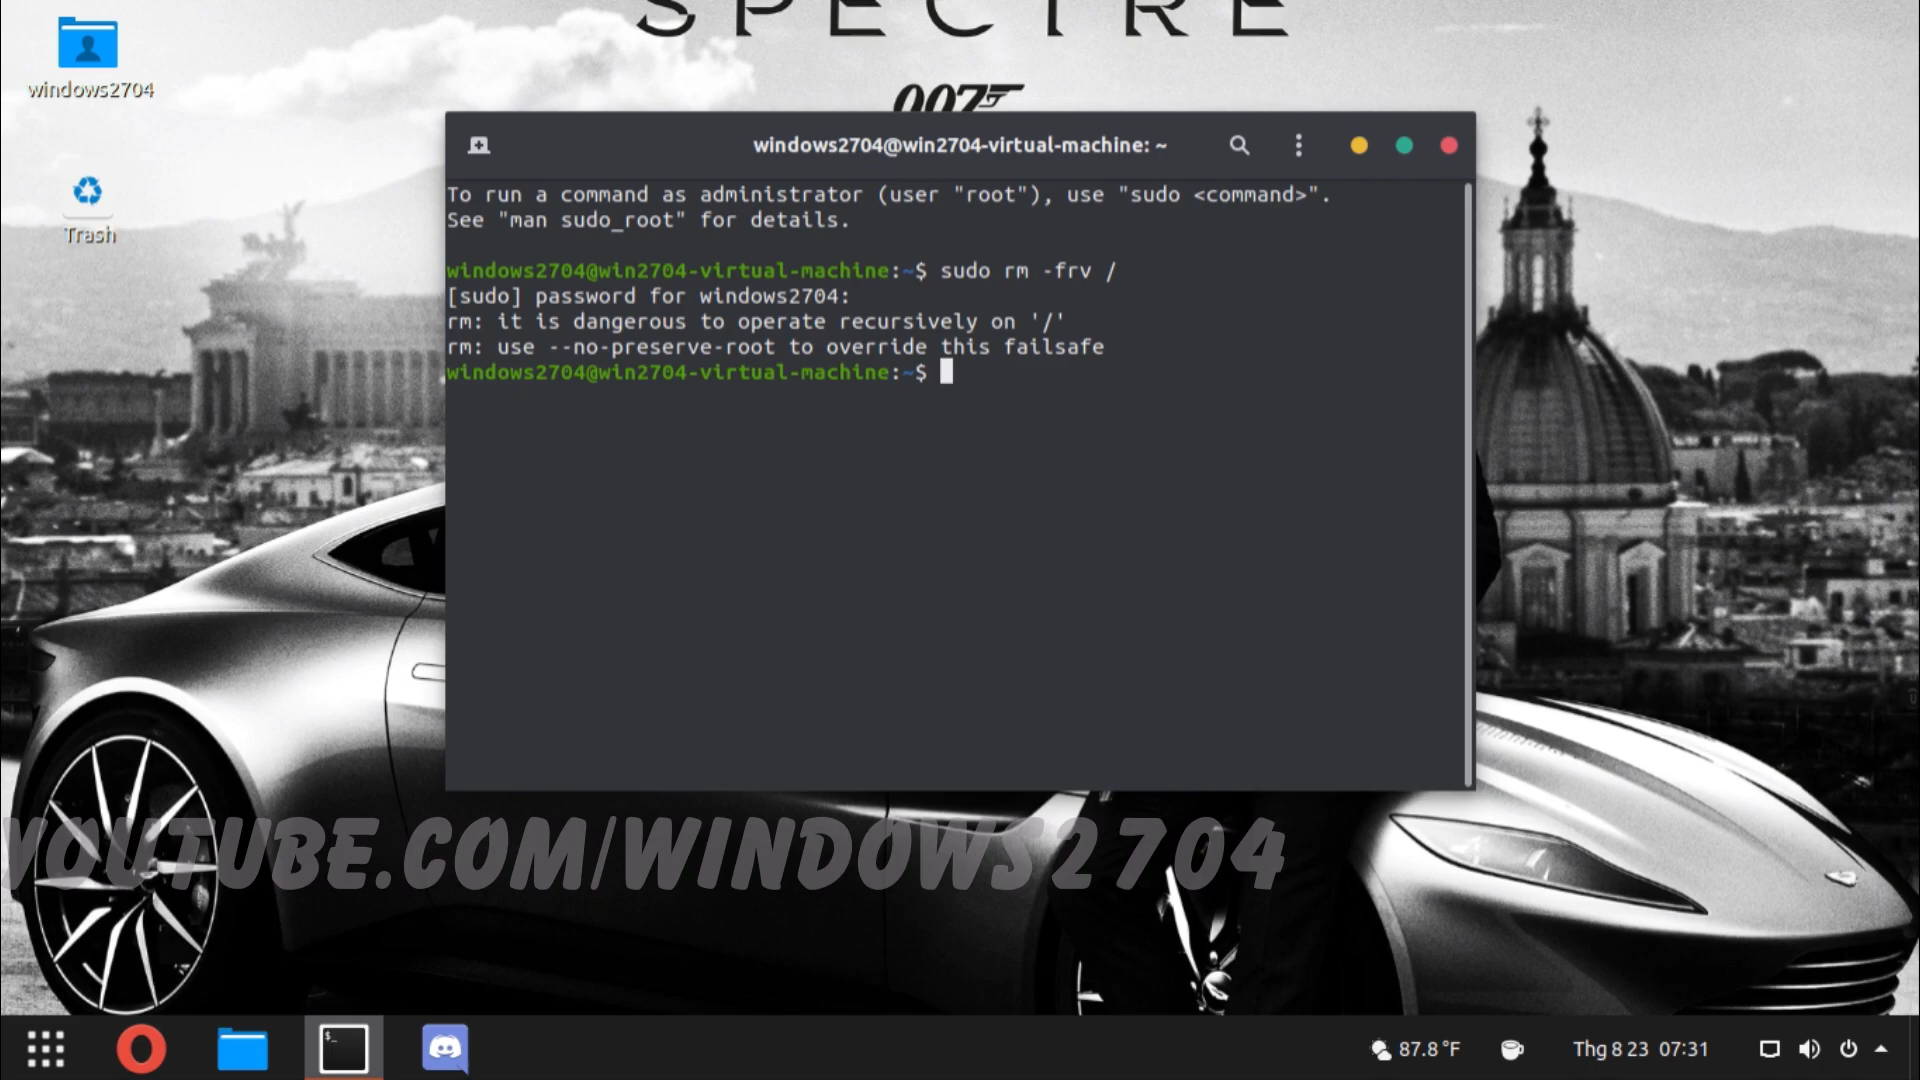 SPECTRE
007
windows2704
Trash
windows2704@win2704-virtual-machine: ~
To run a command as administrator (user "root"), use "sudo <command>".
See "man sudo_root" for details.
windows2704@win2704-virtual-machine:~$ sudo rm -frv /
[sudo] password for windows2704:
rm: it is dangerous to operate recursively on '/'
rm: use --no-preserve-root to override this failsafe
windows2704@win2704-virtual-machine:~$
YOUTUBE.COM/WINDOWS2704
$_
87.8 °F
Thg 8 23 07:31